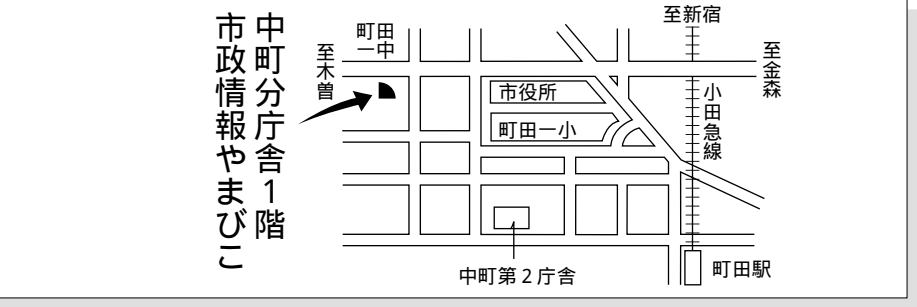 中町分庁舎1階
市政情報やまびこ
至木曽
町田
一中
至新宿
至金森
小田急線
市役所
町田一小
中町第2庁舎
町田駅